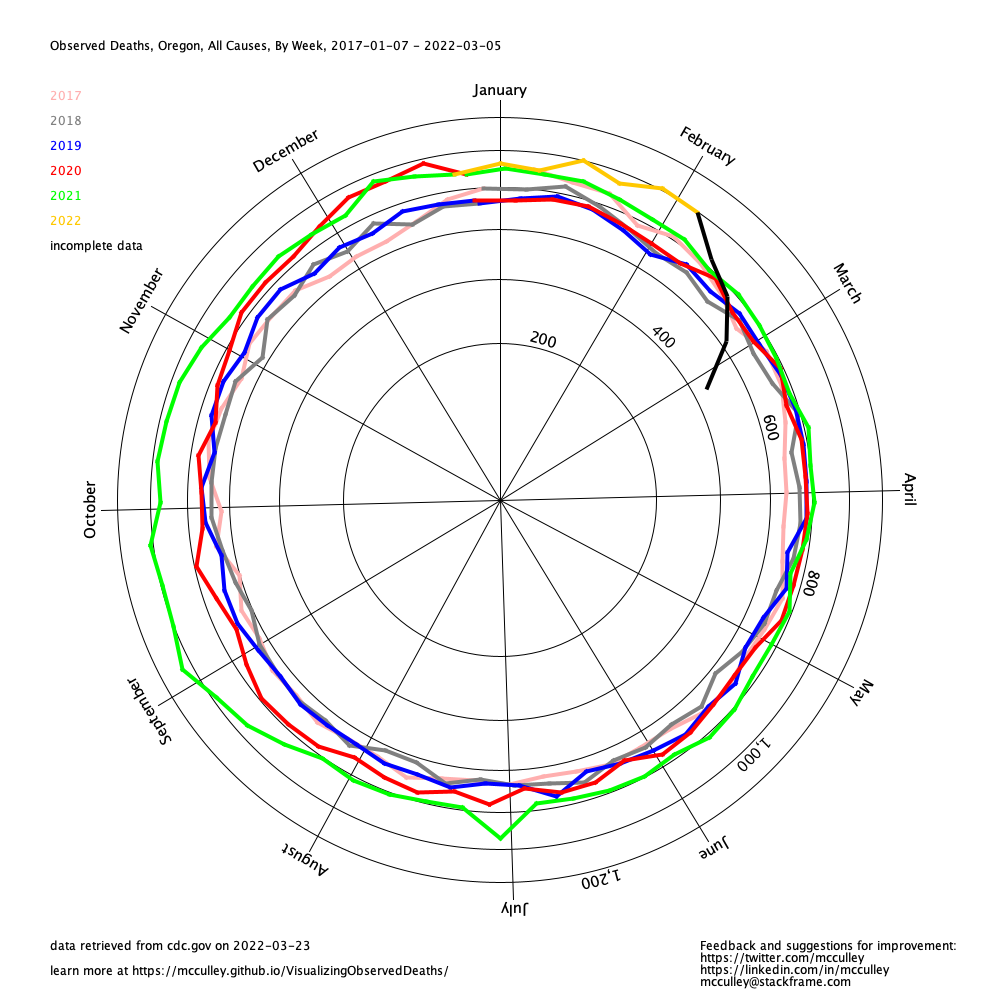 Observed Deaths, Oregon, All Causes, By Week, 2017-01-07 - 2022-03-05
2017
2018
2019
2020
2021
2022
incomplete data
January
February
March
April
May
June
July
August
September
October
November
December
200
400
600
800
1,000
1,200
data retrieved from cdc.gov on 2022-03-23
learn more at https://mcculley.github.io/VisualizingObservedDeaths/
Feedback and suggestions for improvement:
https://twitter.com/mcculley
https://linkedin.com/in/mcculley
mcculley@stackframe.com